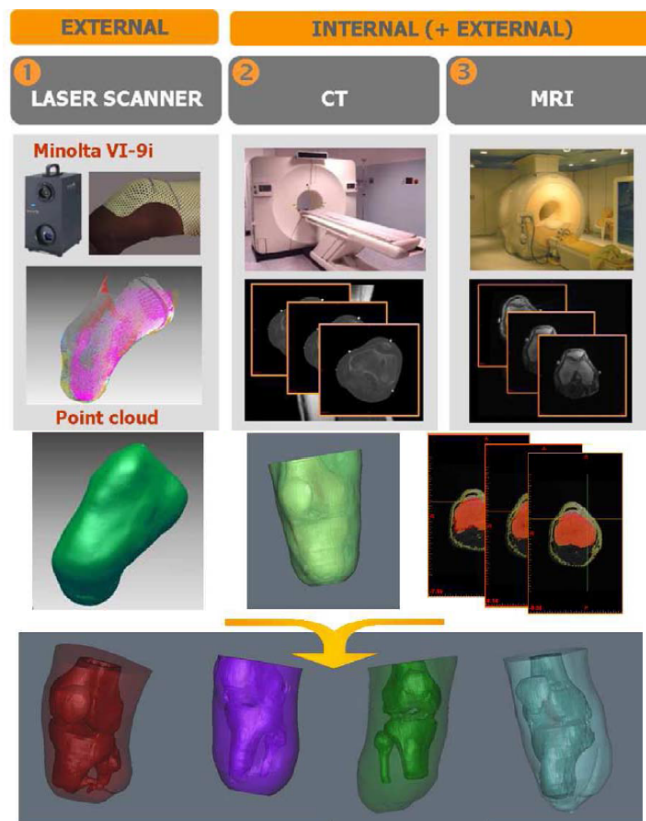 EXTERNAL
INTERNAL (+ EXTERNAL)
1
LASER SCANNER
2
CT
3
MRI
Minolta VI-9i
Point cloud